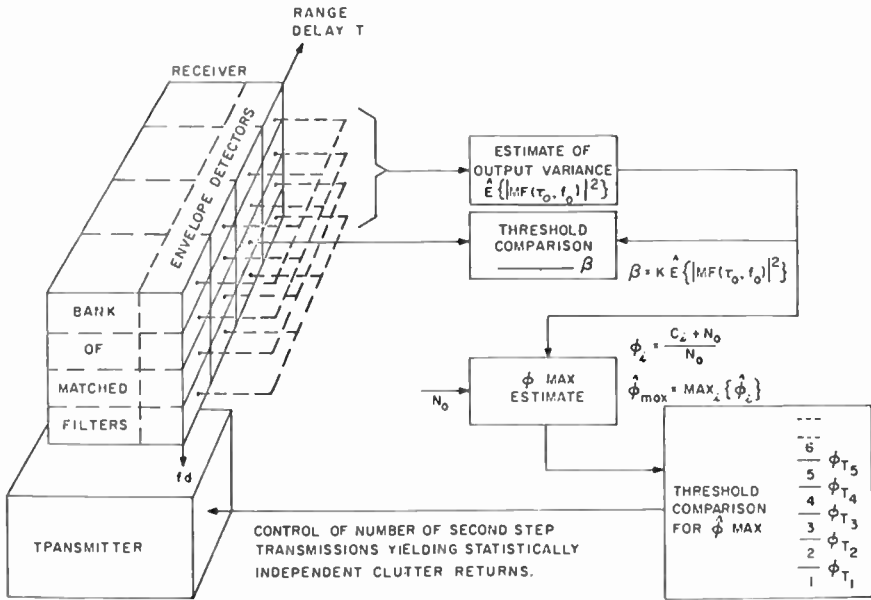 RANGE
DELAY T
RECEIVER
ENVELOPE DETECTORS
BANK
OF
MATCHED
FILTERS
fd
TPANSMITTER
ESTIMATE OF
OUTPUT VARIANCE
Ê{|MF(τ₀, f₀)|²}
THRESHOLD
COMPARISON
β
β = K Ê{|MF(τ₀, f₀)|²}
ϕᵢ = (Cᵢ + N₀) / N₀
ϕ̂max = MAXᵢ {ϕ̂ᵢ}
N₀
ϕ MAX
ESTIMATE
THRESHOLD
COMPARISON
FOR ϕ̂ MAX
6
ϕT₅
5
ϕT₄
4
ϕT₃
3
ϕT₂
2
ϕT₁
1
CONTROL OF NUMBER OF SECOND STEP
TRANSMISSIONS YIELDING STATISTICALLY
INDEPENDENT CLUTTER RETURNS.